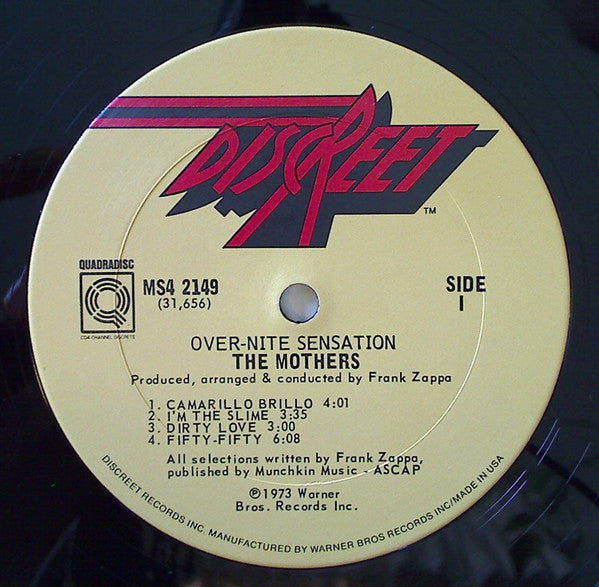 DISCREET
TM
QUADRADISC
Q
CD4 CHANNEL DISCRETE
MS4 2149
(31,656)
SIDE
1
OVER-NITE SENSATION
THE MOTHERS
Produced, arranged & conducted by Frank Zappa
1. CAMARILLO BRILLO 4:01
2. I'M THE SLIME 3:35
3. DIRTY LOVE 3:00
4. FIFTY-FIFTY 6:08
All selections written by Frank Zappa,
published by Munchkin Music - ASCAP
℗1973 Warner
Bros. Records Inc.
DISCREET RECORDS INC. MANUFACTURED BY WARNER BROS RECORDS INC/MADE IN USA